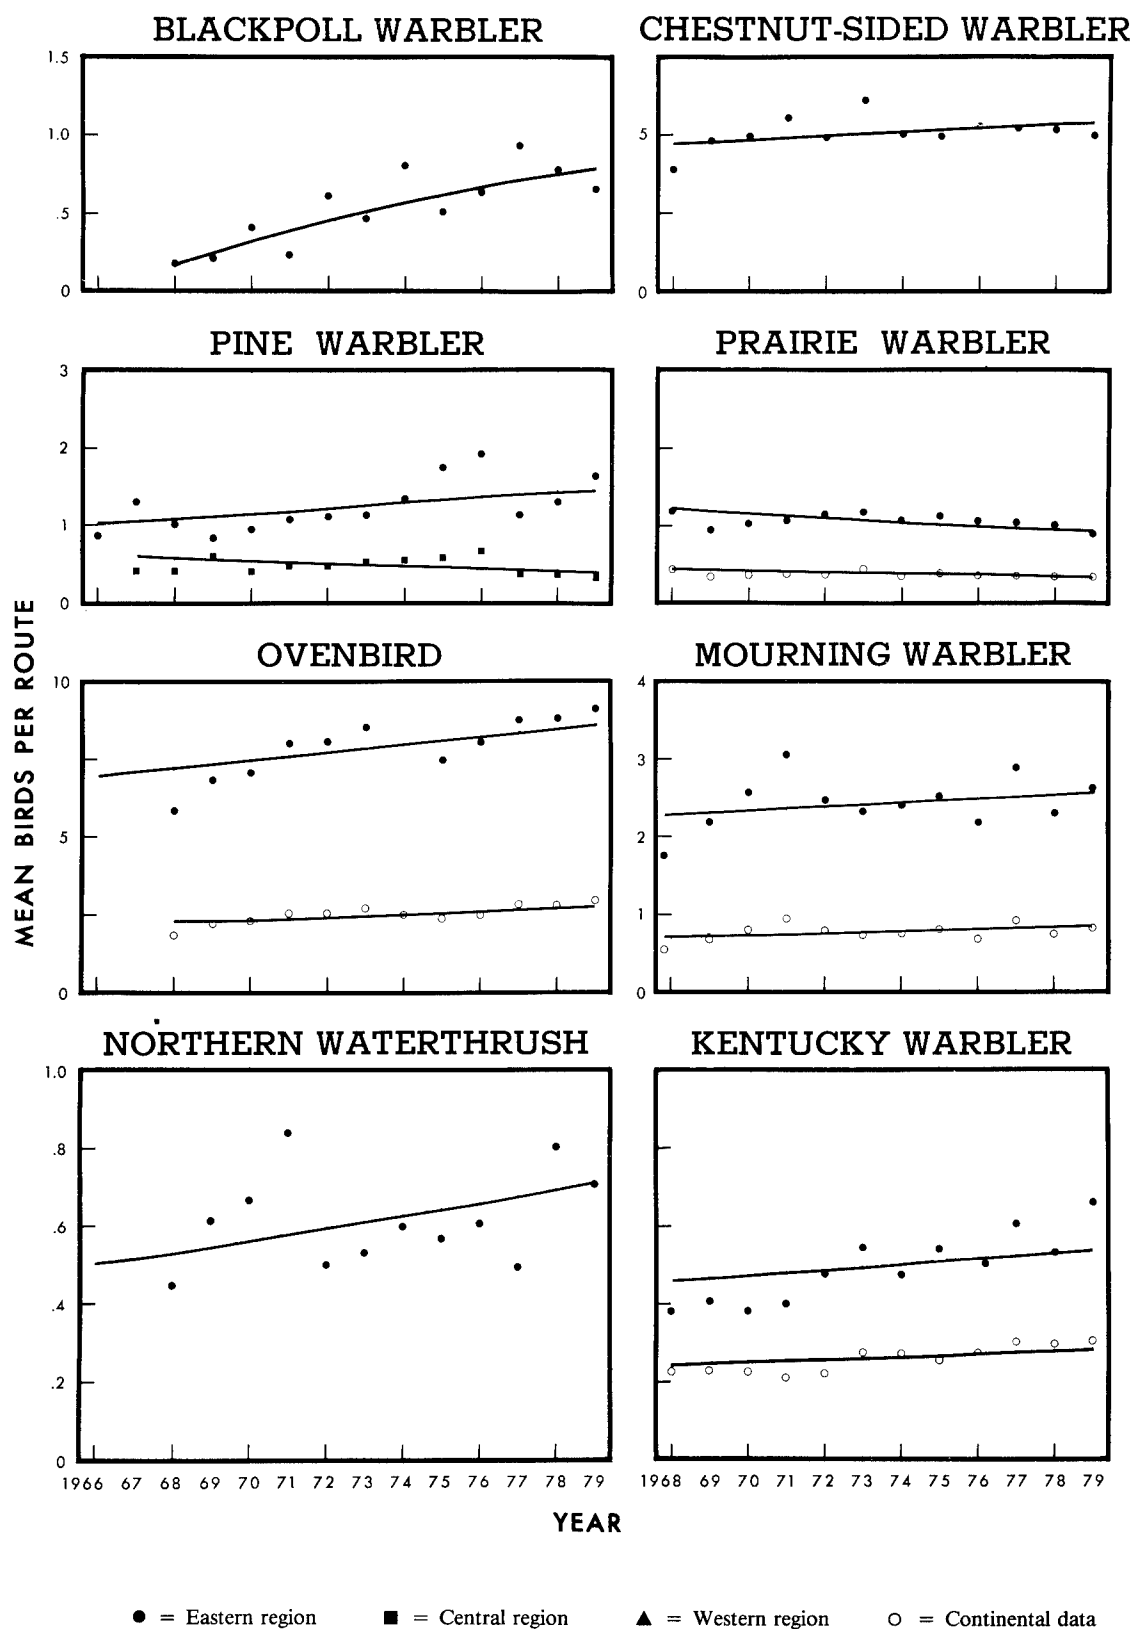 BLACKPOLL WARBLER
CHESTNUT-SIDED WARBLER
1.5
1.0
.5
0
5
0
PINE WARBLER
PRAIRIE WARBLER
3
2
1
0
OVENBIRD
MOURNING WARBLER
10
5
0
4
3
2
1
0
MEAN BIRDS PER ROUTE
NORTHERN WATERTHRUSH
KENTUCKY WARBLER
1.0
.8
.6
.4
.2
0
1966 67 68 69 70 71 72 73 74 75 76 77 78 79
1968 69 70 71 72 73 74 75 76 77 78 79
YEAR
= Eastern region = Central region = Western region = Continental data